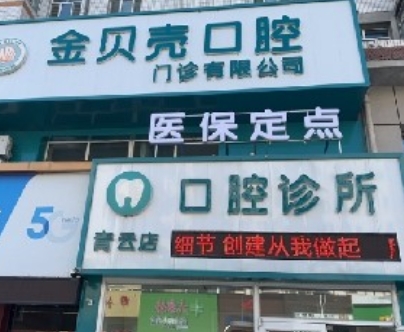 金贝壳口腔
门诊有限公司
医保定点
口腔诊所
青云店
细节 创建从我做起
5